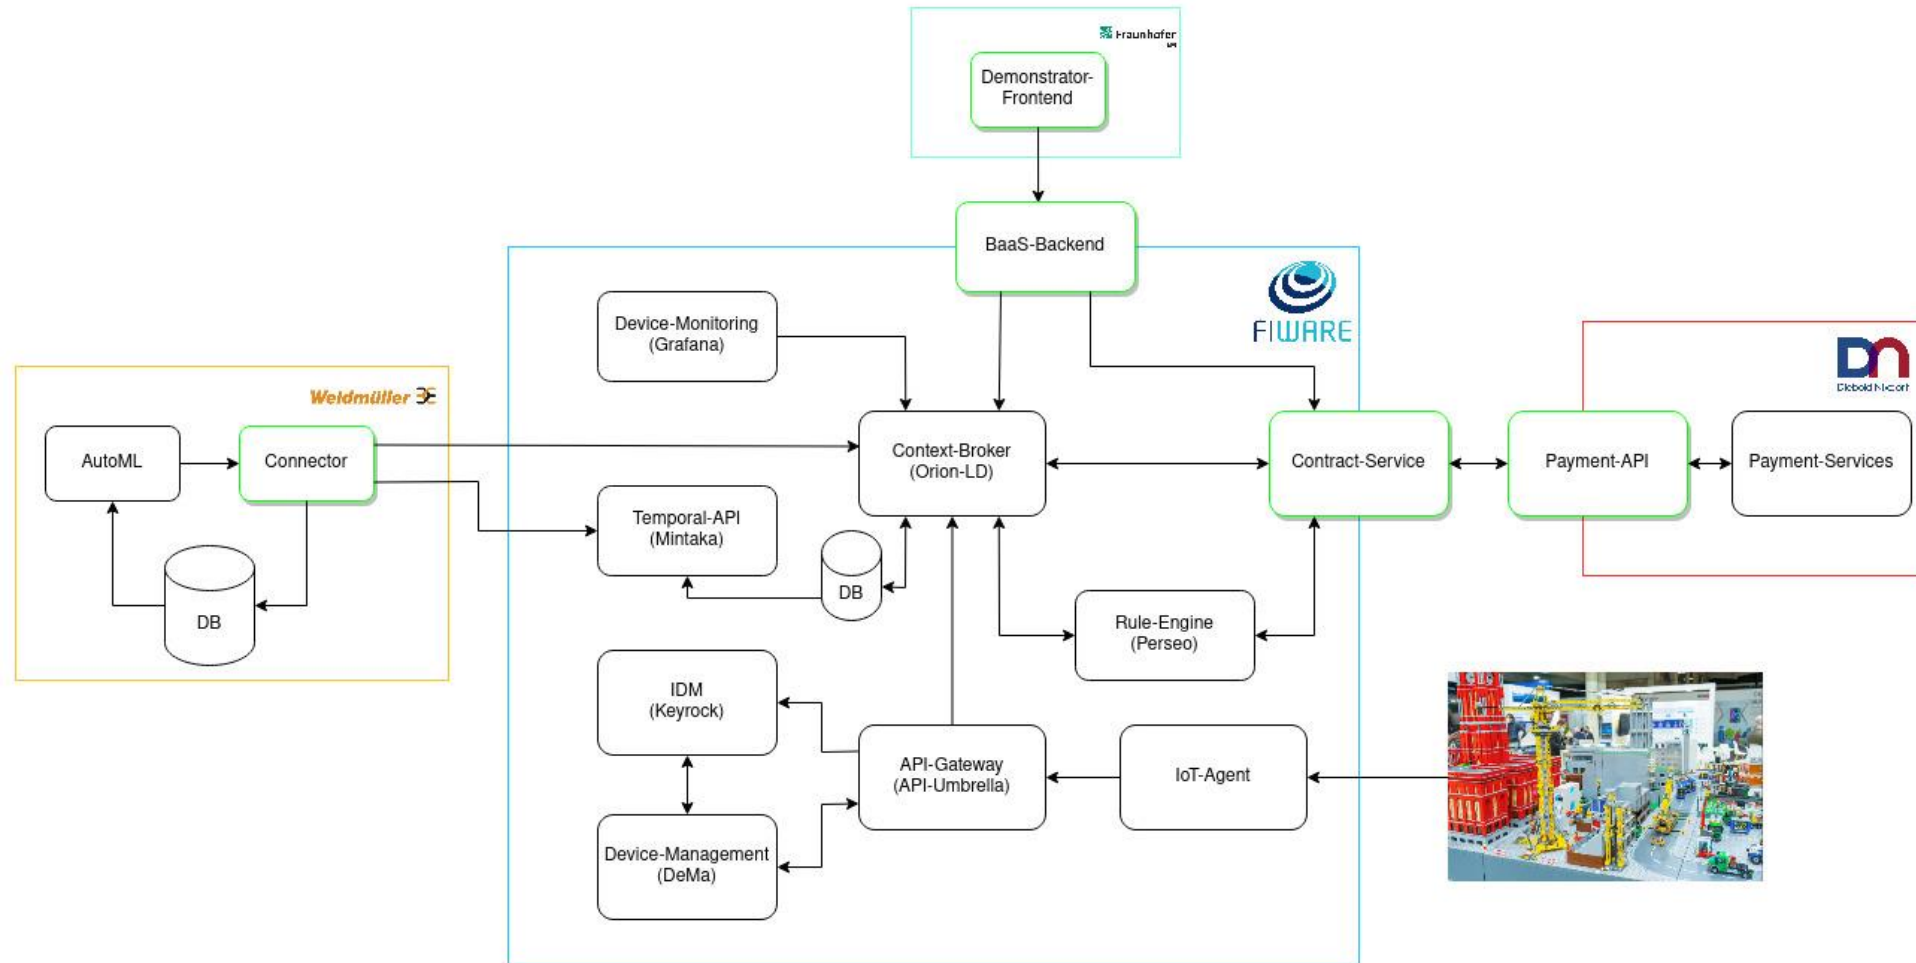 Fraunhofer
Demonstrator-
Frontend
BaaS-Backend
FIWARE
Device-Monitoring
(Grafana)
Diebold Nixdorf
Weidmüller
AutoML
Connector
Context-Broker
(Orion-LD)
Contract-Service
Payment-API
Payment-Services
Temporal-API
(Mintaka)
DB
DB
Rule-Engine
(Perseo)
IDM
(Keyrock)
API-Gateway
(API-Umbrella)
IoT-Agent
Device-Management
(DeMa)